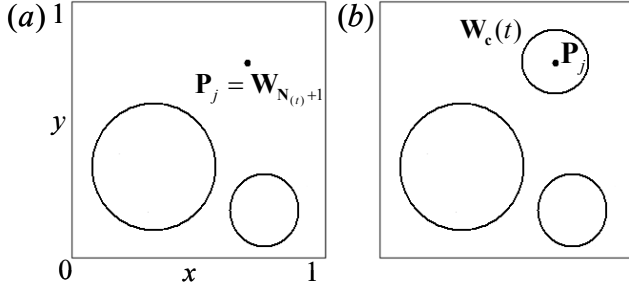 (a) 1
(b)
W_c(t)
P_j
P_j = W_{N_(t)+1}
y
0 x 1